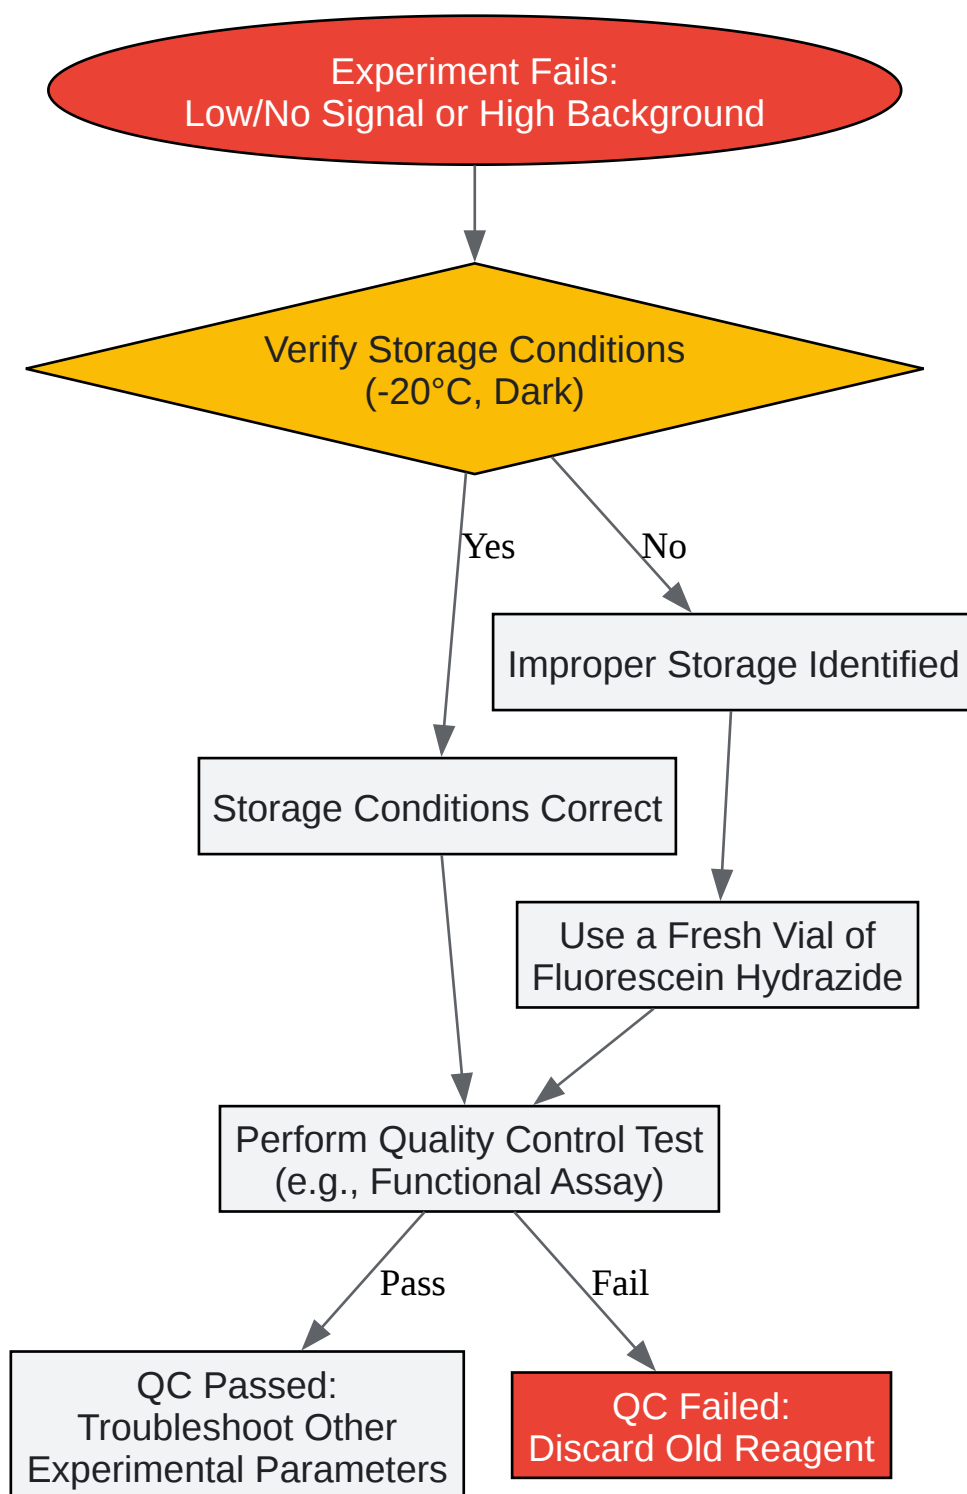 Experiment Fails:
Low/No Signal or High Background
Verify Storage Conditions
(-20°C, Dark)
Yes
No
Improper Storage Identified
Storage Conditions Correct
Use a Fresh Vial of
Fluorescein Hydrazide
Perform Quality Control Test
(e.g., Functional Assay)
Pass
Fail
QC Passed:
Troubleshoot Other
Experimental Parameters
QC Failed:
Discard Old Reagent